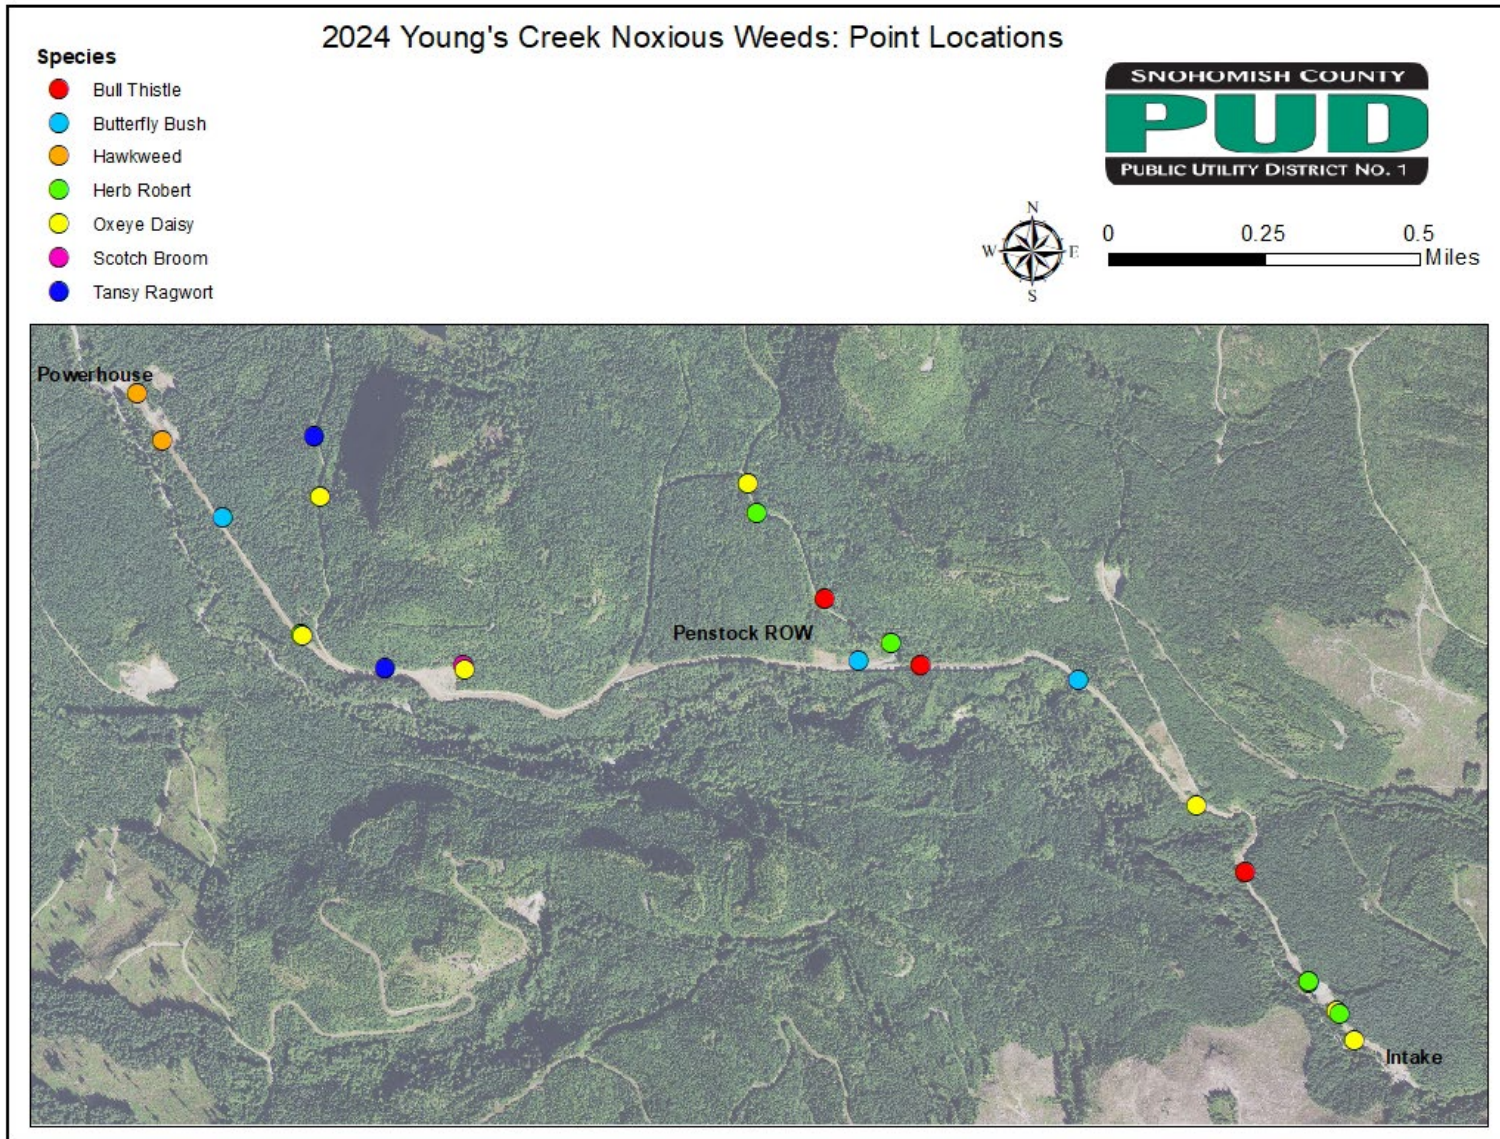 2024 Young's Creek Noxious Weeds: Point Locations
Species
Bull Thistle
Butterfly Bush
Hawkweed
Herb Robert
Oxeye Daisy
Scotch Broom
Tansy Ragwort
SNOHOMISH COUNTY
PUD
PUBLIC UTILITY DISTRICT NO. 1
N
W E
S
0 0.25 0.5
Miles
Powerhouse
Penstock ROW
Intake